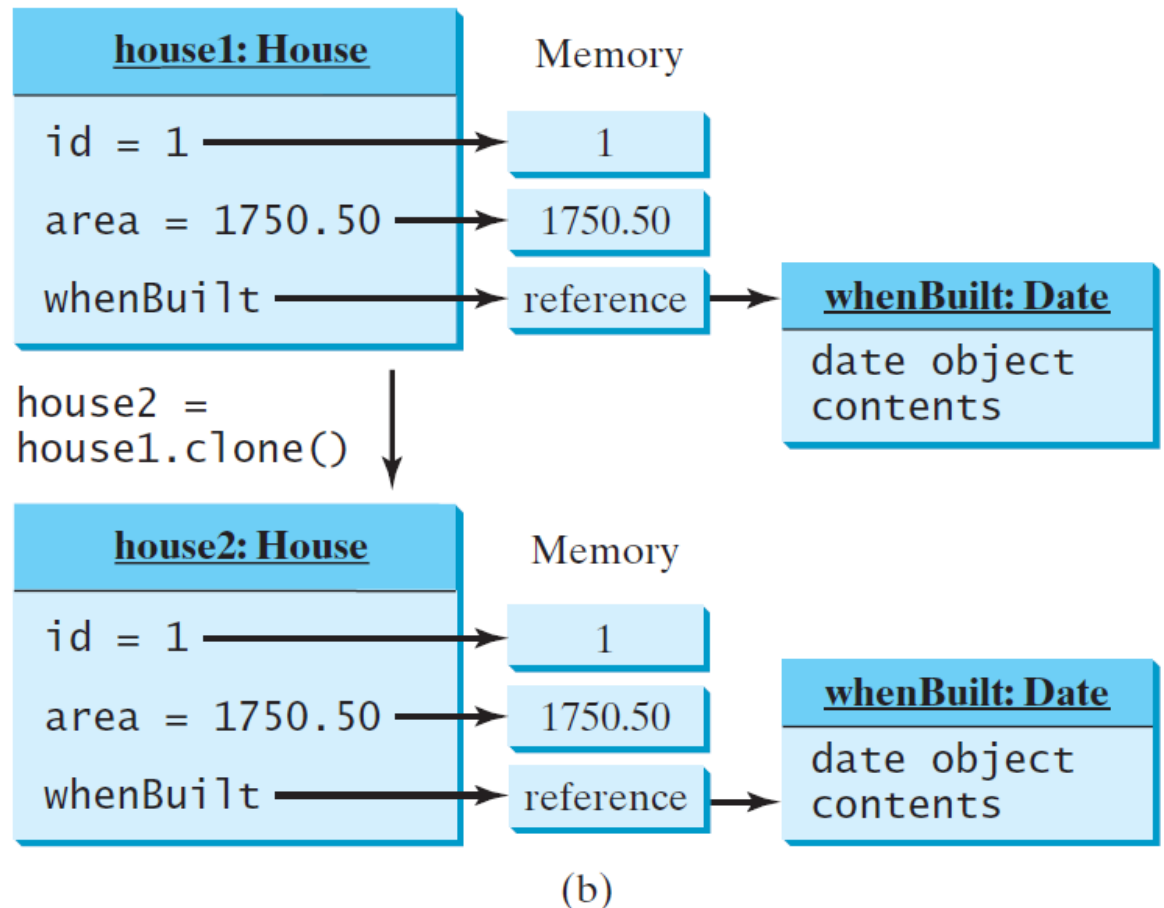 house1: House
Memory
id = 1
1
area = 1750.50
1750.50
whenBuilt
reference
whenBuilt: Date
date object
contents
house2 =
house1.clone()
house2: House
Memory
id = 1
1
area = 1750.50
1750.50
whenBuilt
reference
whenBuilt: Date
date object
contents
(b)